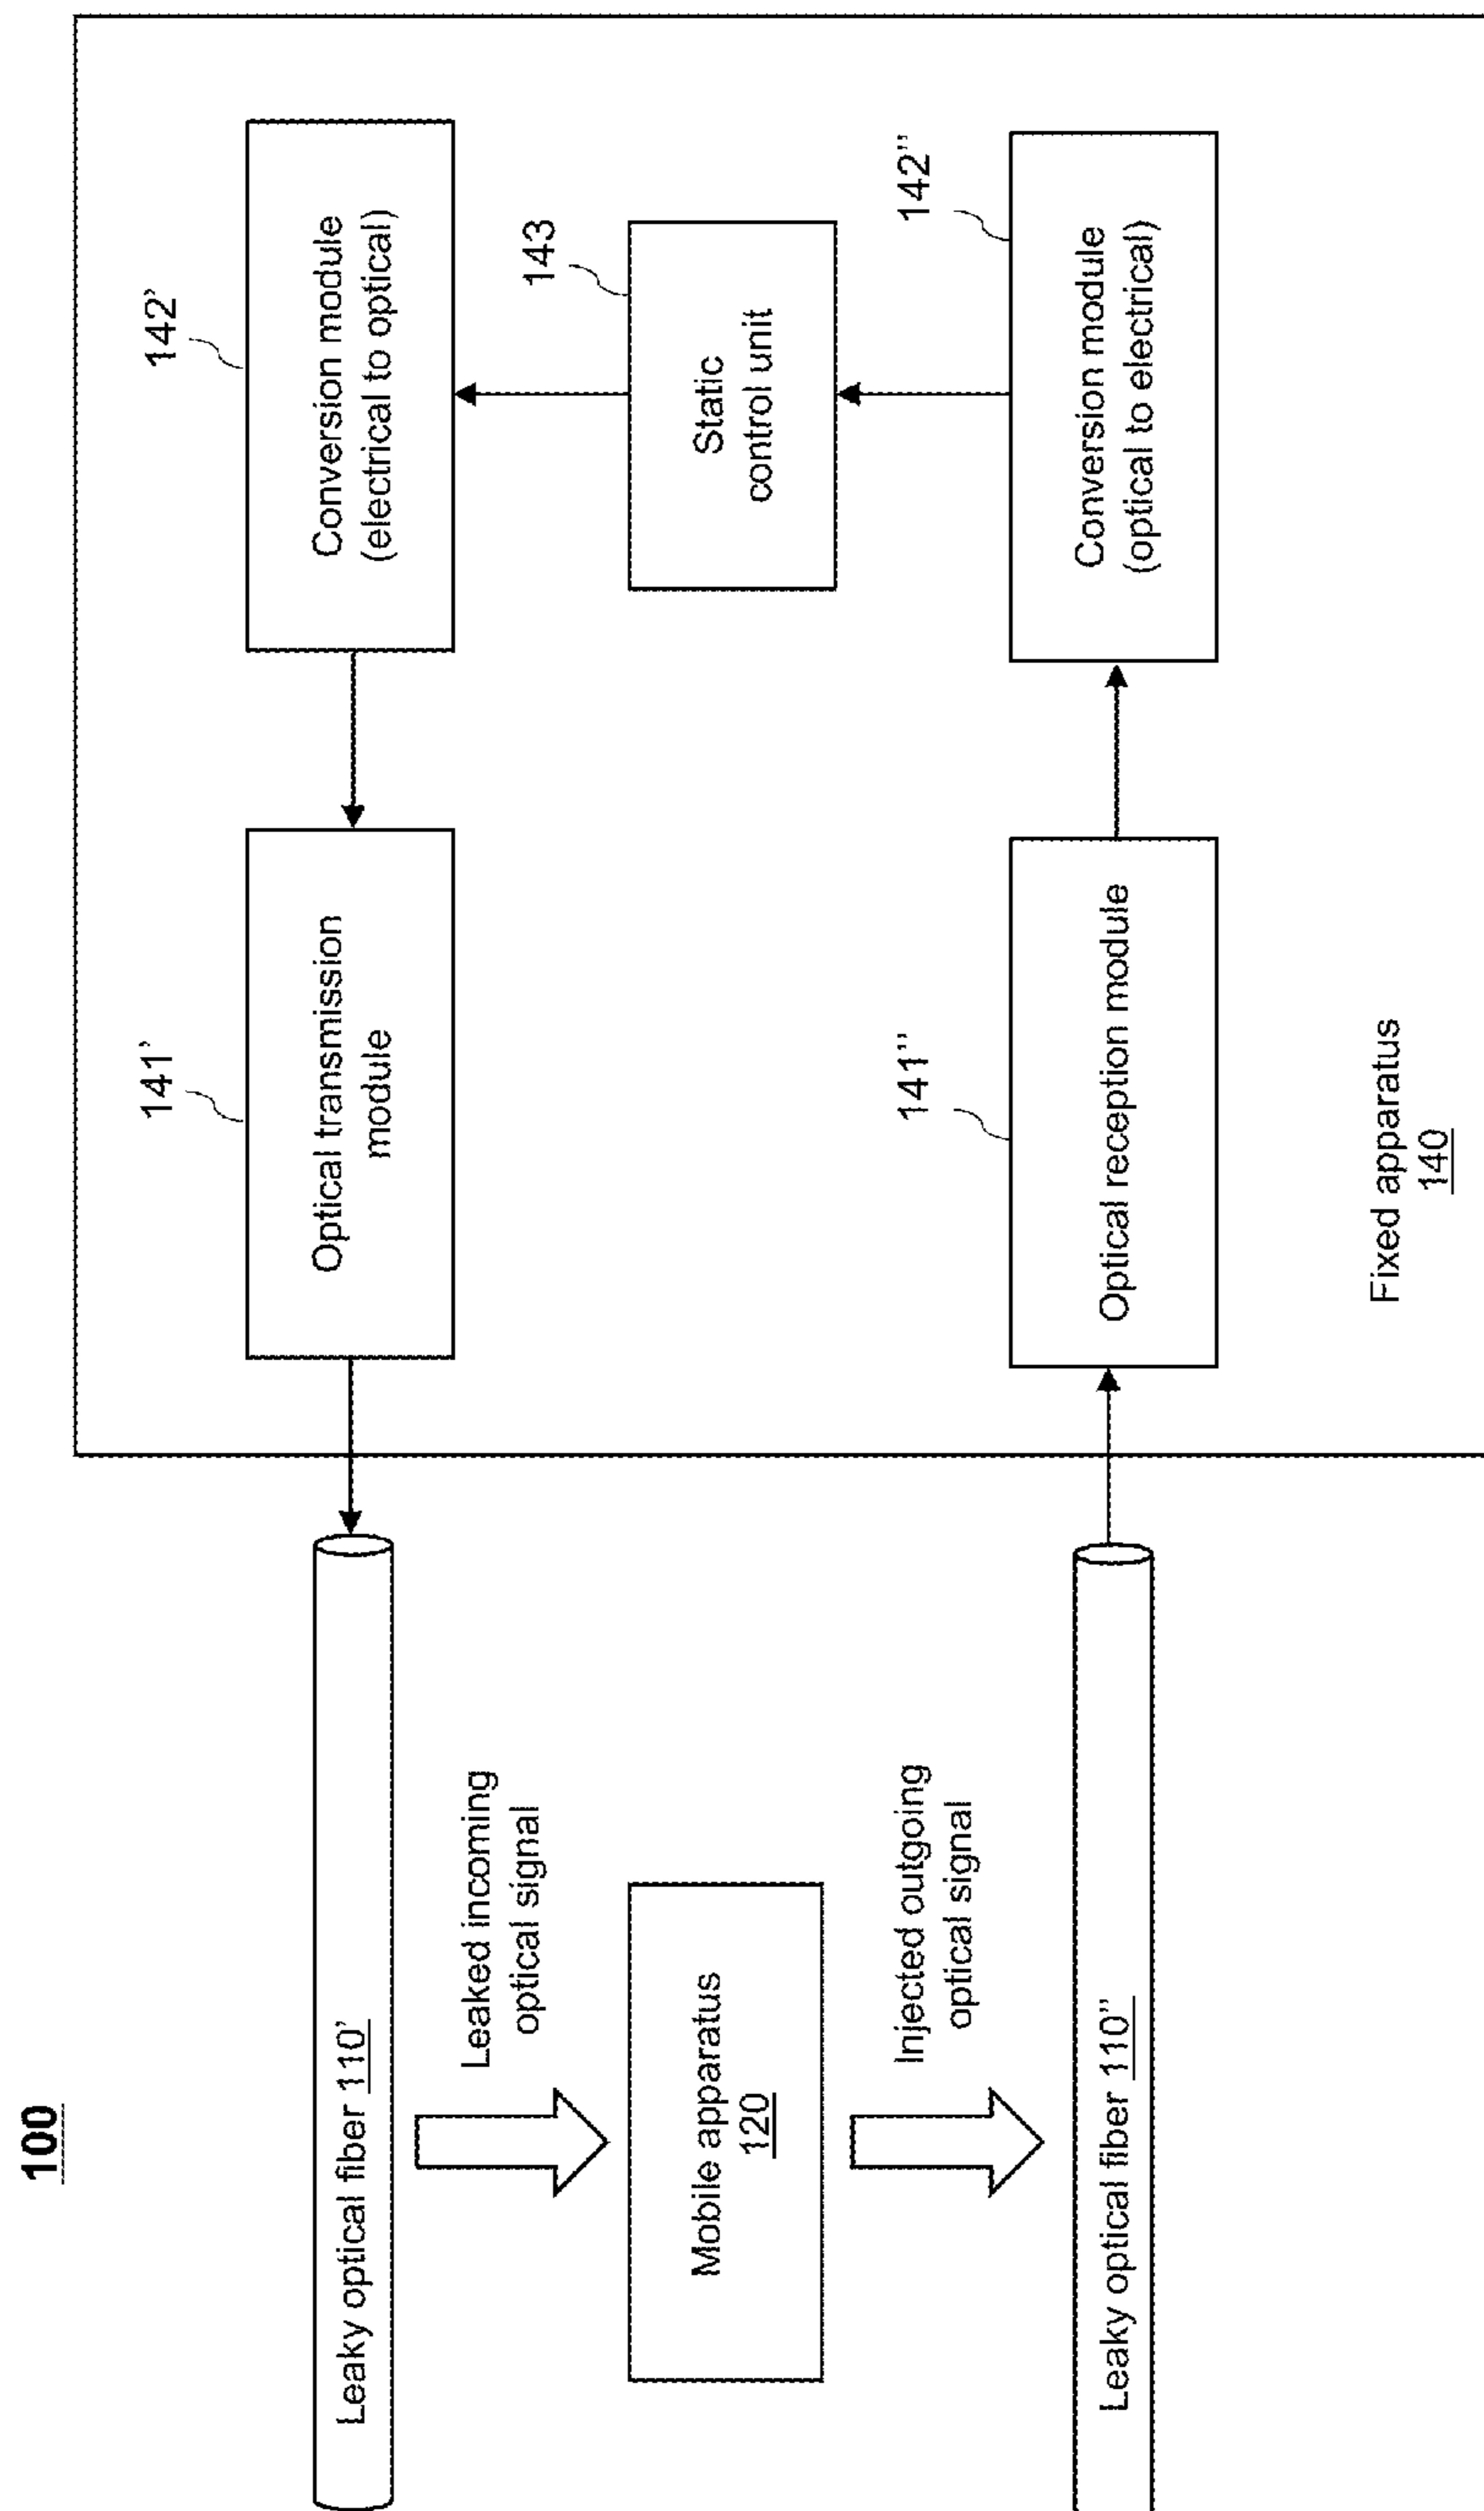 100
Leaky optical fiber 110'
Leaked incoming
optical signal
Mobile apparatus
120
Injected outgoing
optical signal
Leaky optical fiber 110''
141'
Optical transmission
module
142'
Conversion module
(electrical to optical)
143
Static
control unit
141''
Optical reception module
142''
Conversion module
(optical to electrical)
Fixed apparatus
140